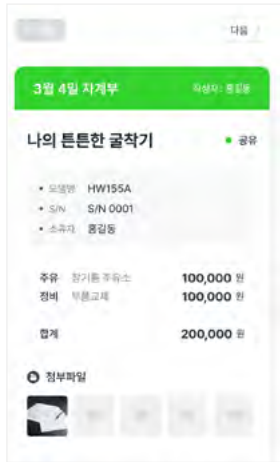 다음
3월 4일 자계부
작성자 : 홍길동
나의 튼튼한 굴착기
공유
• 모델명 HW155A
• S/N S/N 0001
• 소유자 홍길동
주유 장기름 주유소 100,000 원
정비 부품교체 100,000 원
합계 200,000 원
첨부파일